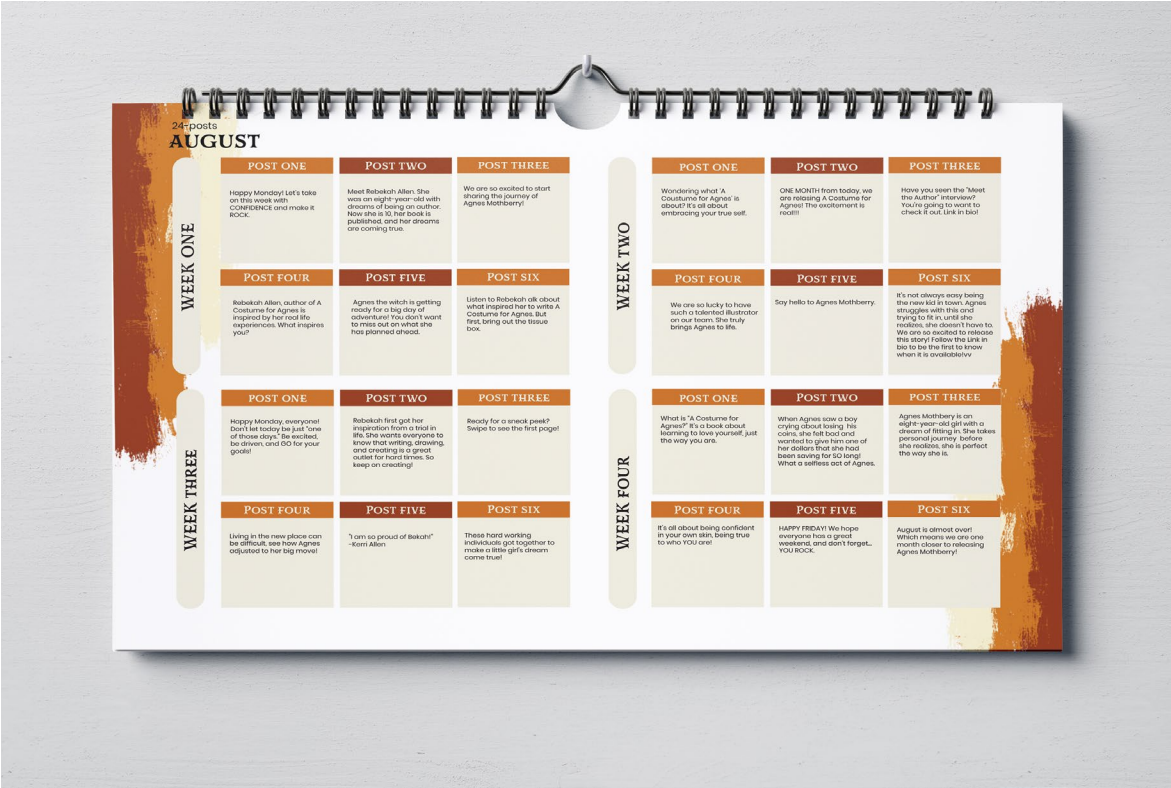 24-posts
AUGUST
WEEK ONE
POST ONE
Happy Monday! Let's take
on this week with
CONFIDENCE and make it
ROCK.
POST TWO
Meet Rebekah Allen. She
was an eight-year-old with
dreams of being an author.
Now she is 10, her book is
published, and her dreams
are coming true.
POST THREE
We are so excited to start
sharing the journey of
Agnes Mothberry!
POST FOUR
Rebekah Allen, author of A
Costume for Agnes is
inspired by her real life
experiences. What inspires
you?
POST FIVE
Agnes the witch is getting
ready for a big day of
adventure! You don't want
to miss out on what she
has planned ahead.
POST SIX
Listen to Rebekah alk about
what inspired her to write A
Costume for Agnes. But
first, bring out the tissue
box.
WEEK TWO
POST ONE
Wondering what 'A
Coustume for Agnes' is
about? It's all about
embracing your true self.
POST TWO
ONE MONTH from today, we
are relasing A Costume for
Agnes! The excitement is
real!!!
POST THREE
Have you seen the "Meet
the Author" interview?
You're going to want to
check it out. Link in bio!
POST FOUR
We are so lucky to have
such a talented illustrator
on our team. She truly
brings Agnes to life.
POST FIVE
Say hello to Agnes Mothberry.
POST SIX
It's not always easy being
the new kid in town. Agnes
struggles with this and
trying to fit in, until she
realizes, she doesn't have to.
We are so excited to release
this story! Follow the Link in
bio to be the first to know
when it is available!vv
WEEK THREE
POST ONE
Happy Monday, everyone!
Don't let today be just "one
of those days." Be excited,
be driven, and GO for your
goals!
POST TWO
Rebekah first got her
inspiration from a trial in
life. She wants everyone to
know that writing, drawing,
and creating is a great
outlet for hard times. So
keep on creating!
POST THREE
Ready for a sneak peek?
Swipe to see the first page!
POST FOUR
Living in the new place can
be difficult, see how Agnes
adjusted to her big move!
POST FIVE
"I am so proud of Bekah!"
-Kerri Allen
POST SIX
These hard working
individuals got together to
make a little girl's dream
came true!
WEEK FOUR
POST ONE
What is "A Costume for
Agnes?" It's a book about
learning to love yourself, just
the way you are.
POST TWO
When Agnes saw a boy
crying about losing his
coins, she felt bad and
wanted to give him one of
her dollars that she had
been saving for SO long!
What a selfless act of Agnes.
POST THREE
Agnes Mothbery is an
eight-year-old girl with a
dream of fitting in. She takes
personal journey before
she realizes, she is perfect
the way she is.
POST FOUR
It's all about being confident
in your own skin, being true
to who YOU are!
POST FIVE
HAPPY FRIDAY! We hope
everyone has a great
weekend, and don't forget...
YOU ROCK.
POST SIX
August is almost over!
Which means we are one
month closer to releasing
Agnes Mothberry!